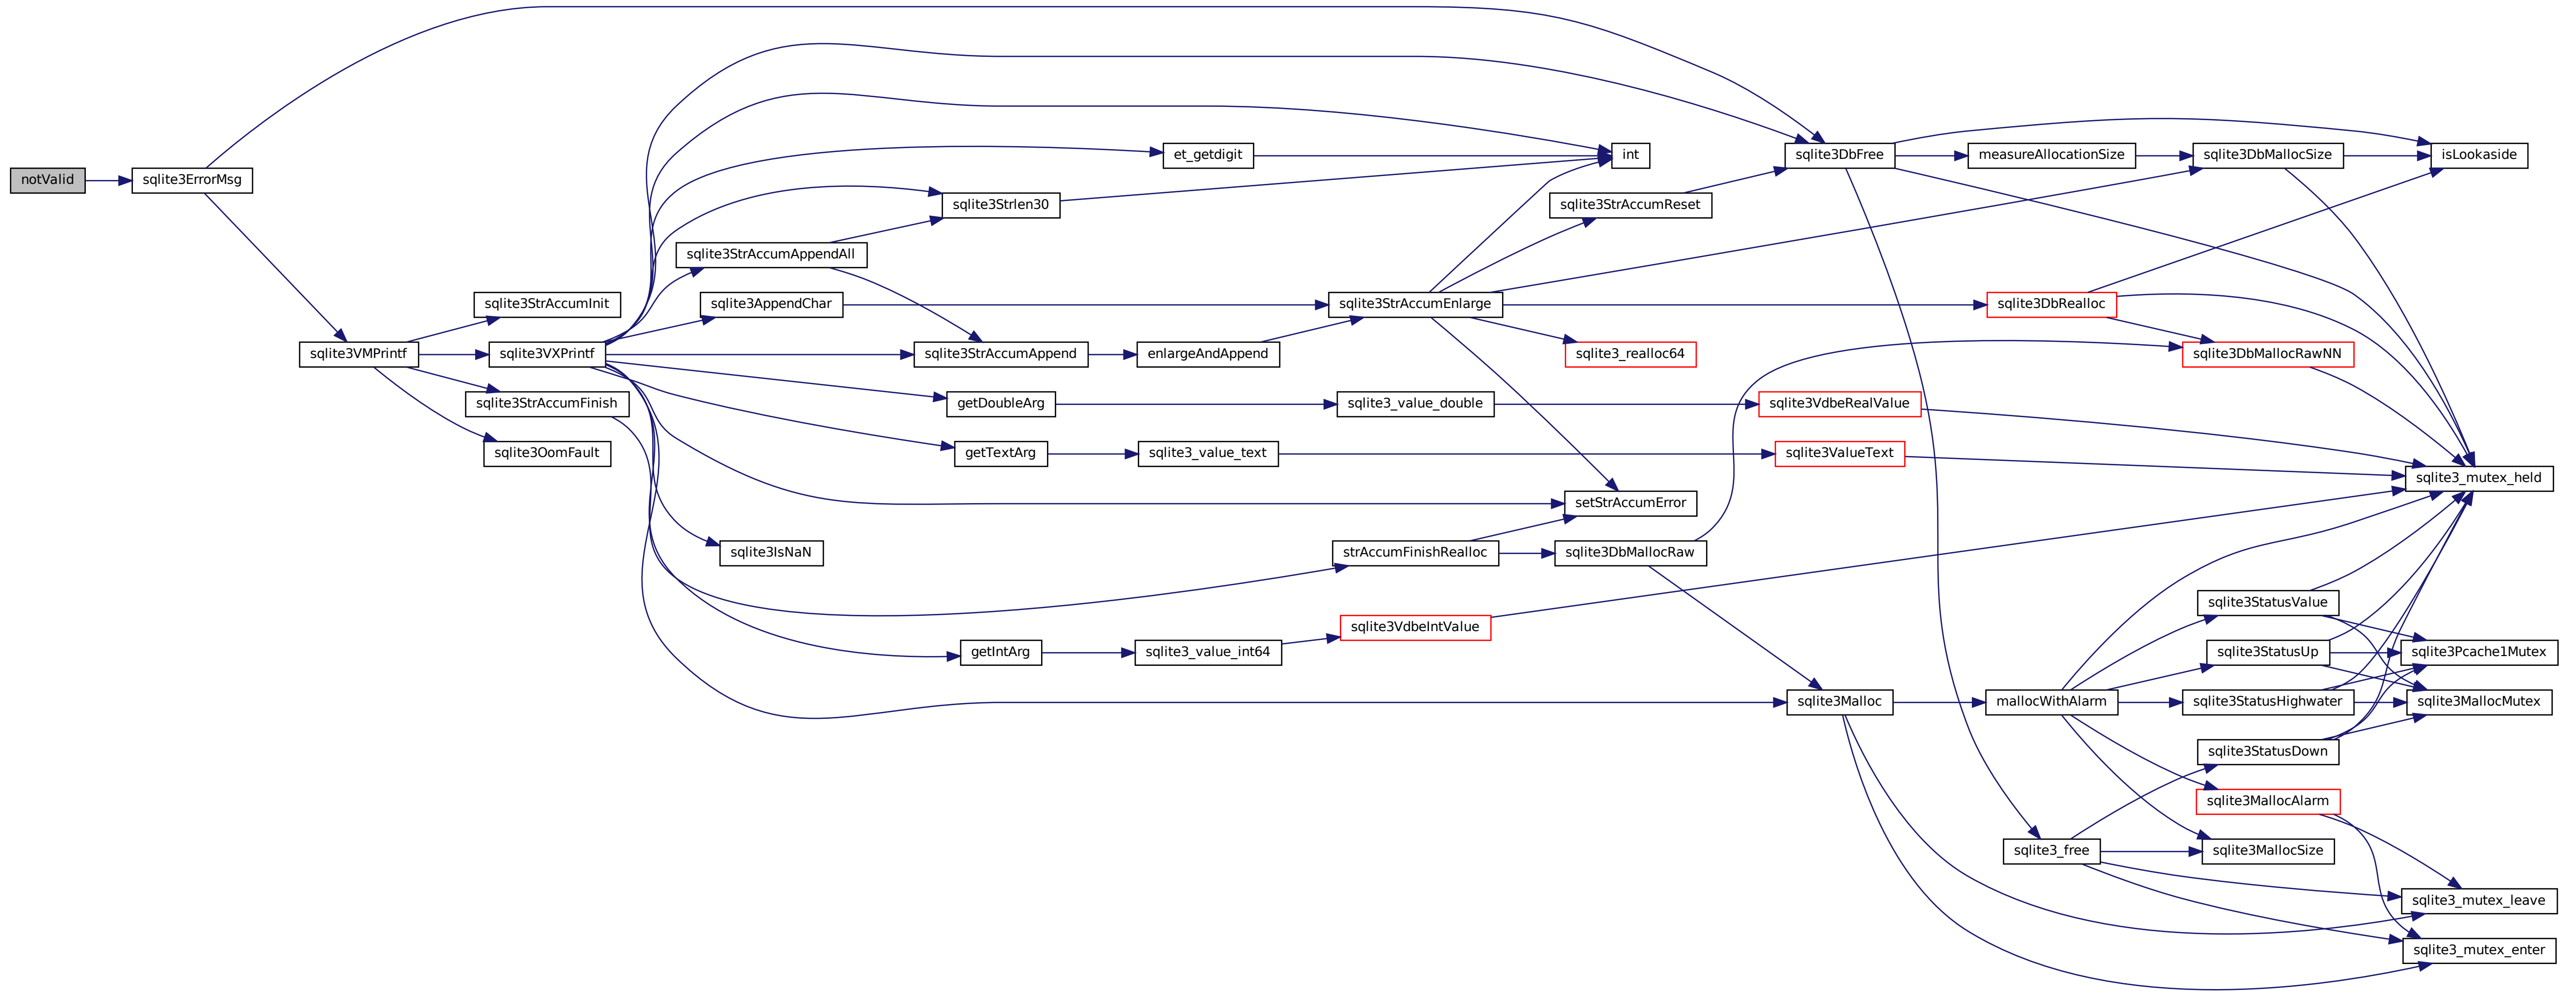 notValid
sqlite3ErrorMsg
sqlite3VMPrintf
sqlite3StrAccumInit
sqlite3VXPrintf
sqlite3StrAccumFinish
sqlite3OomFault
sqlite3StrAccumAppendAll
sqlite3AppendChar
sqlite3IsNaN
et_getdigit
sqlite3Strlen30
sqlite3StrAccumAppend
getDoubleArg
getTextArg
getIntArg
enlargeAndAppend
sqlite3_value_text
sqlite3_value_int64
sqlite3StrAccumEnlarge
sqlite3_value_double
strAccumFinishRealloc
sqlite3VdbeIntValue
int
sqlite3StrAccumReset
sqlite3_realloc64
setStrAccumError
sqlite3DbMallocRaw
sqlite3DbFree
sqlite3VdbeRealValue
sqlite3ValueText
sqlite3Malloc
measureAllocationSize
sqlite3DbRealloc
mallocWithAlarm
sqlite3_free
sqlite3DbMallocSize
sqlite3DbMallocRawNN
sqlite3StatusValue
sqlite3StatusUp
sqlite3StatusHighwater
sqlite3StatusDown
sqlite3MallocAlarm
sqlite3MallocSize
isLookaside
sqlite3_mutex_held
sqlite3Pcache1Mutex
sqlite3MallocMutex
sqlite3_mutex_leave
sqlite3_mutex_enter